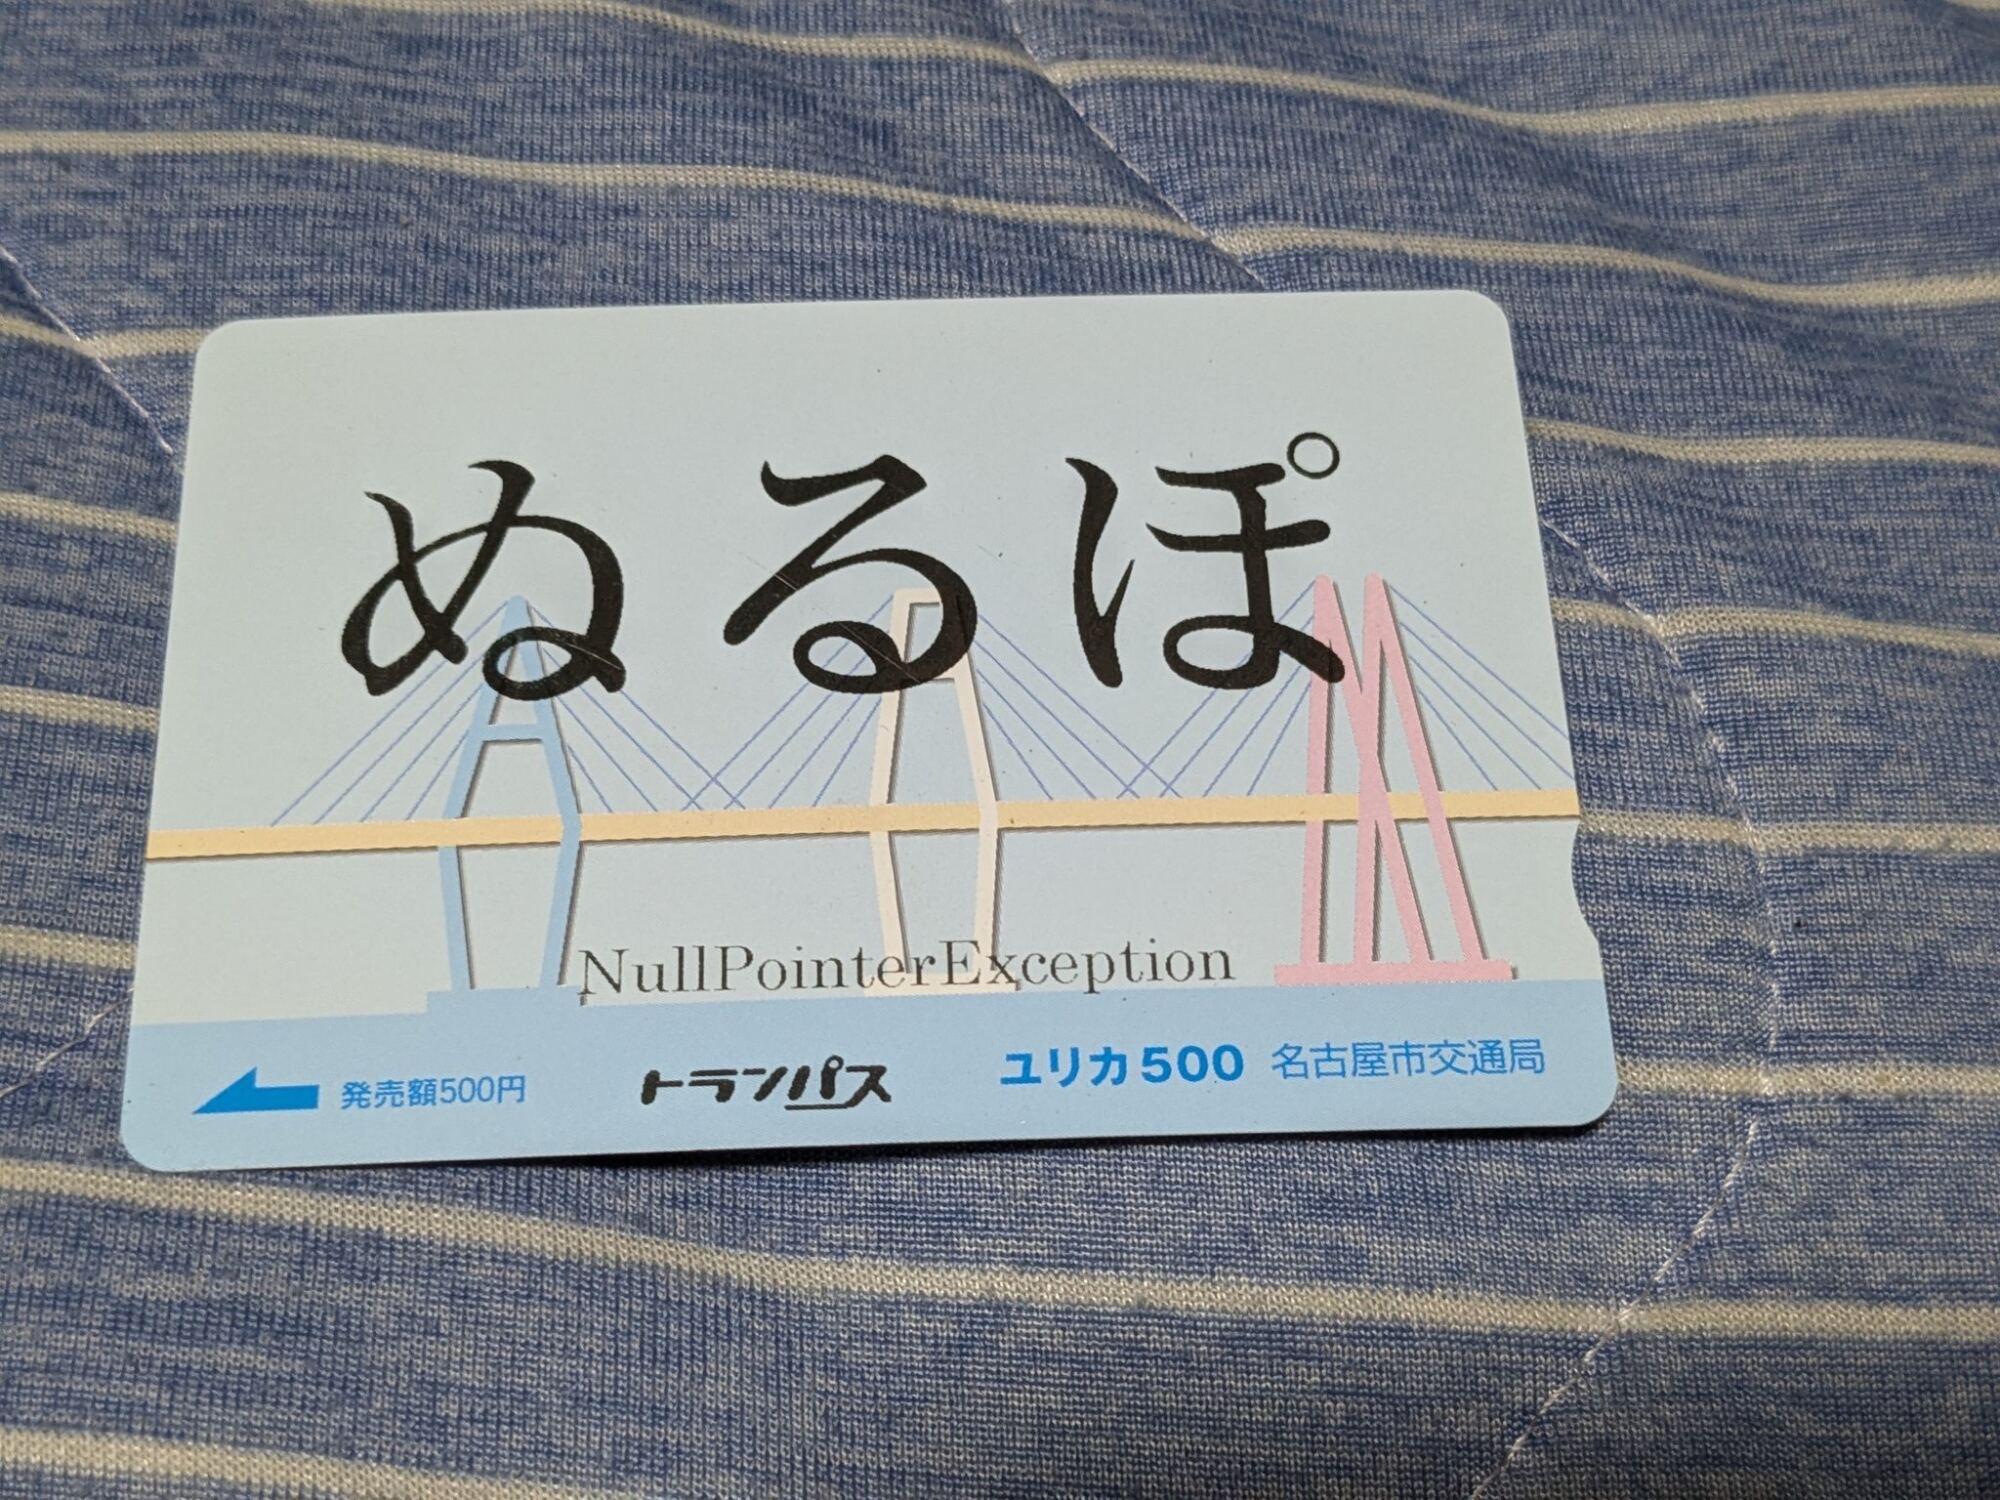 ぬるぽ
NullPointerException
発売額500円 トランパス ユリカ500 名古屋市交通局